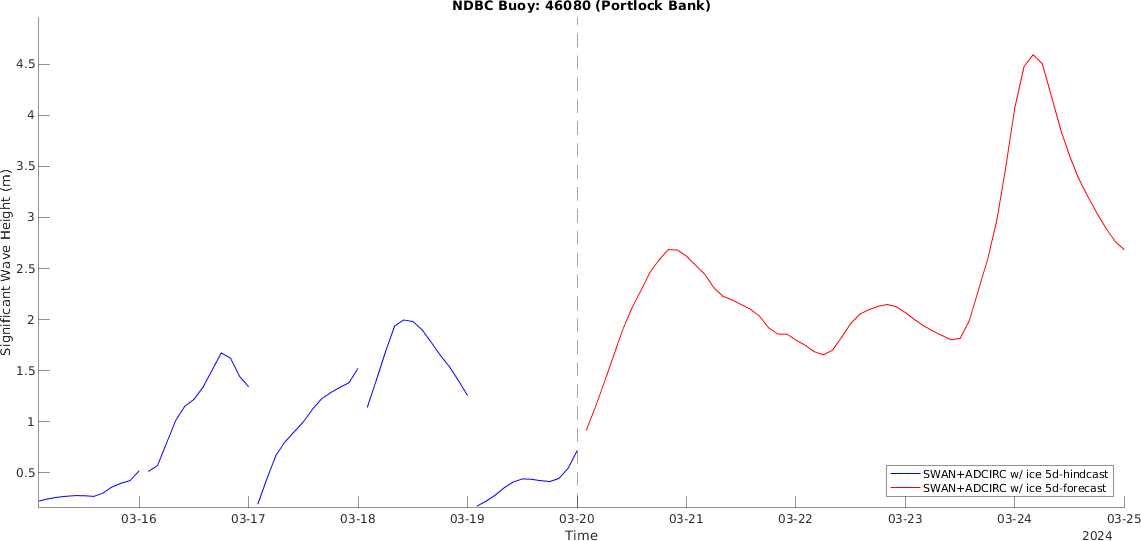 NDBC Buoy: 46080 (Portlock Bank)
Significant Wave Height (m)
4.5
4
3.5
3
2.5
2
1.5
1
0.5
SWAN+ADCIRC w/ ice 5d-hindcast
SWAN+ADCIRC w/ ice 5d-forecast
03-16 03-17 03-18 03-19 03-20 03-21 03-22 03-23 03-24 03-25
Time
2024